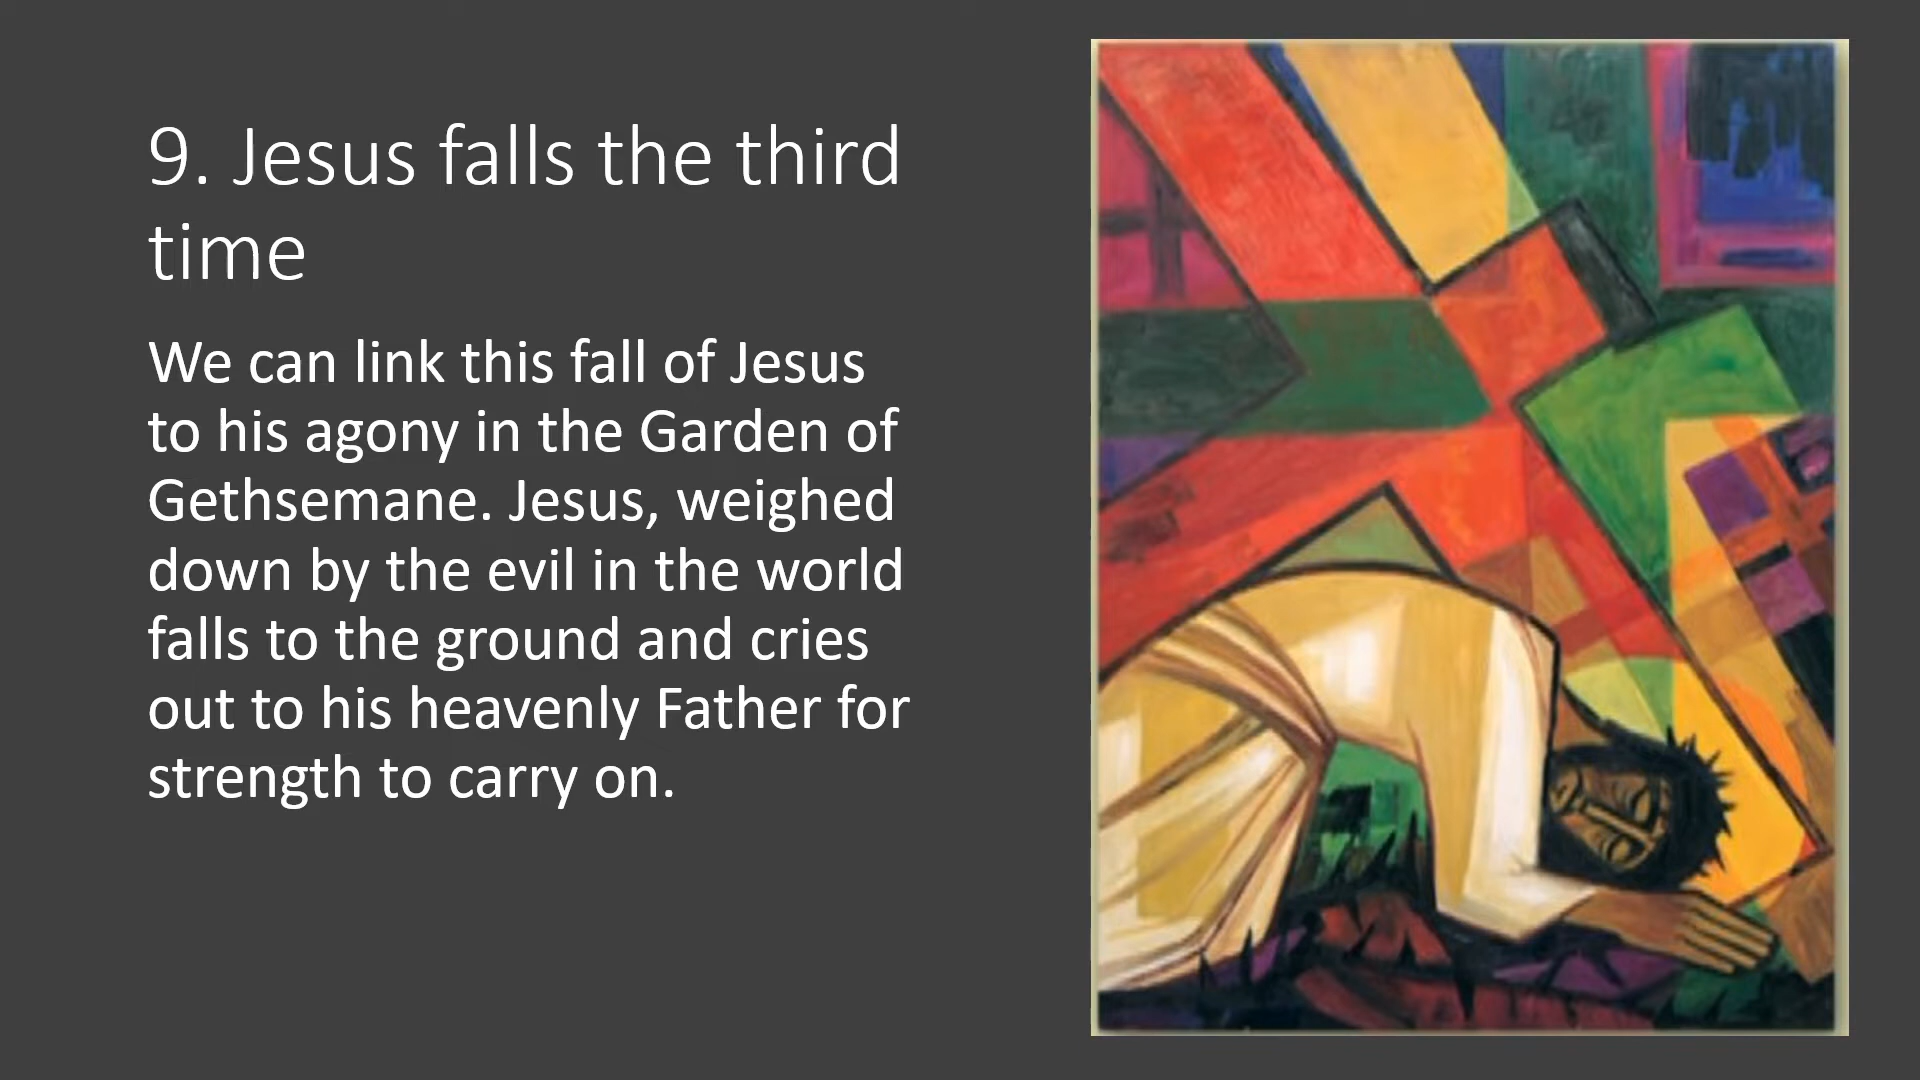 9. Jesus falls the third
time
We can link this fall of Jesus
to his agony in the Garden of
Gethsemane. Jesus, weighed
down by the evil in the world
falls to the ground and cries
out to his heavenly Father for
strength to carry on.